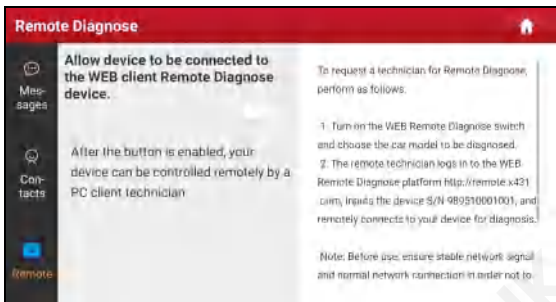 Remote Diagnose
Mes-
sages
Con-
tacts
Remote
Allow device to be connected to
the WEB client Remote Diagnose
device.
After the button is enabled, your
device can be controlled remotely by a
PC client technician
To request a technician for Remote Diagnose,
perform as follows.
1. Turn on the WEB Remote Diagnose switch
and choose the car model to be diagnosed.
2. The remote technician logs in to the WEB
Remote Diagnose platform http://remote.x431
.com, inputs the device S/N 989510001001, and
remotely connects to your device for diagnosis.
Note: Before use, ensure stable network signal
and normal network connection in order not to